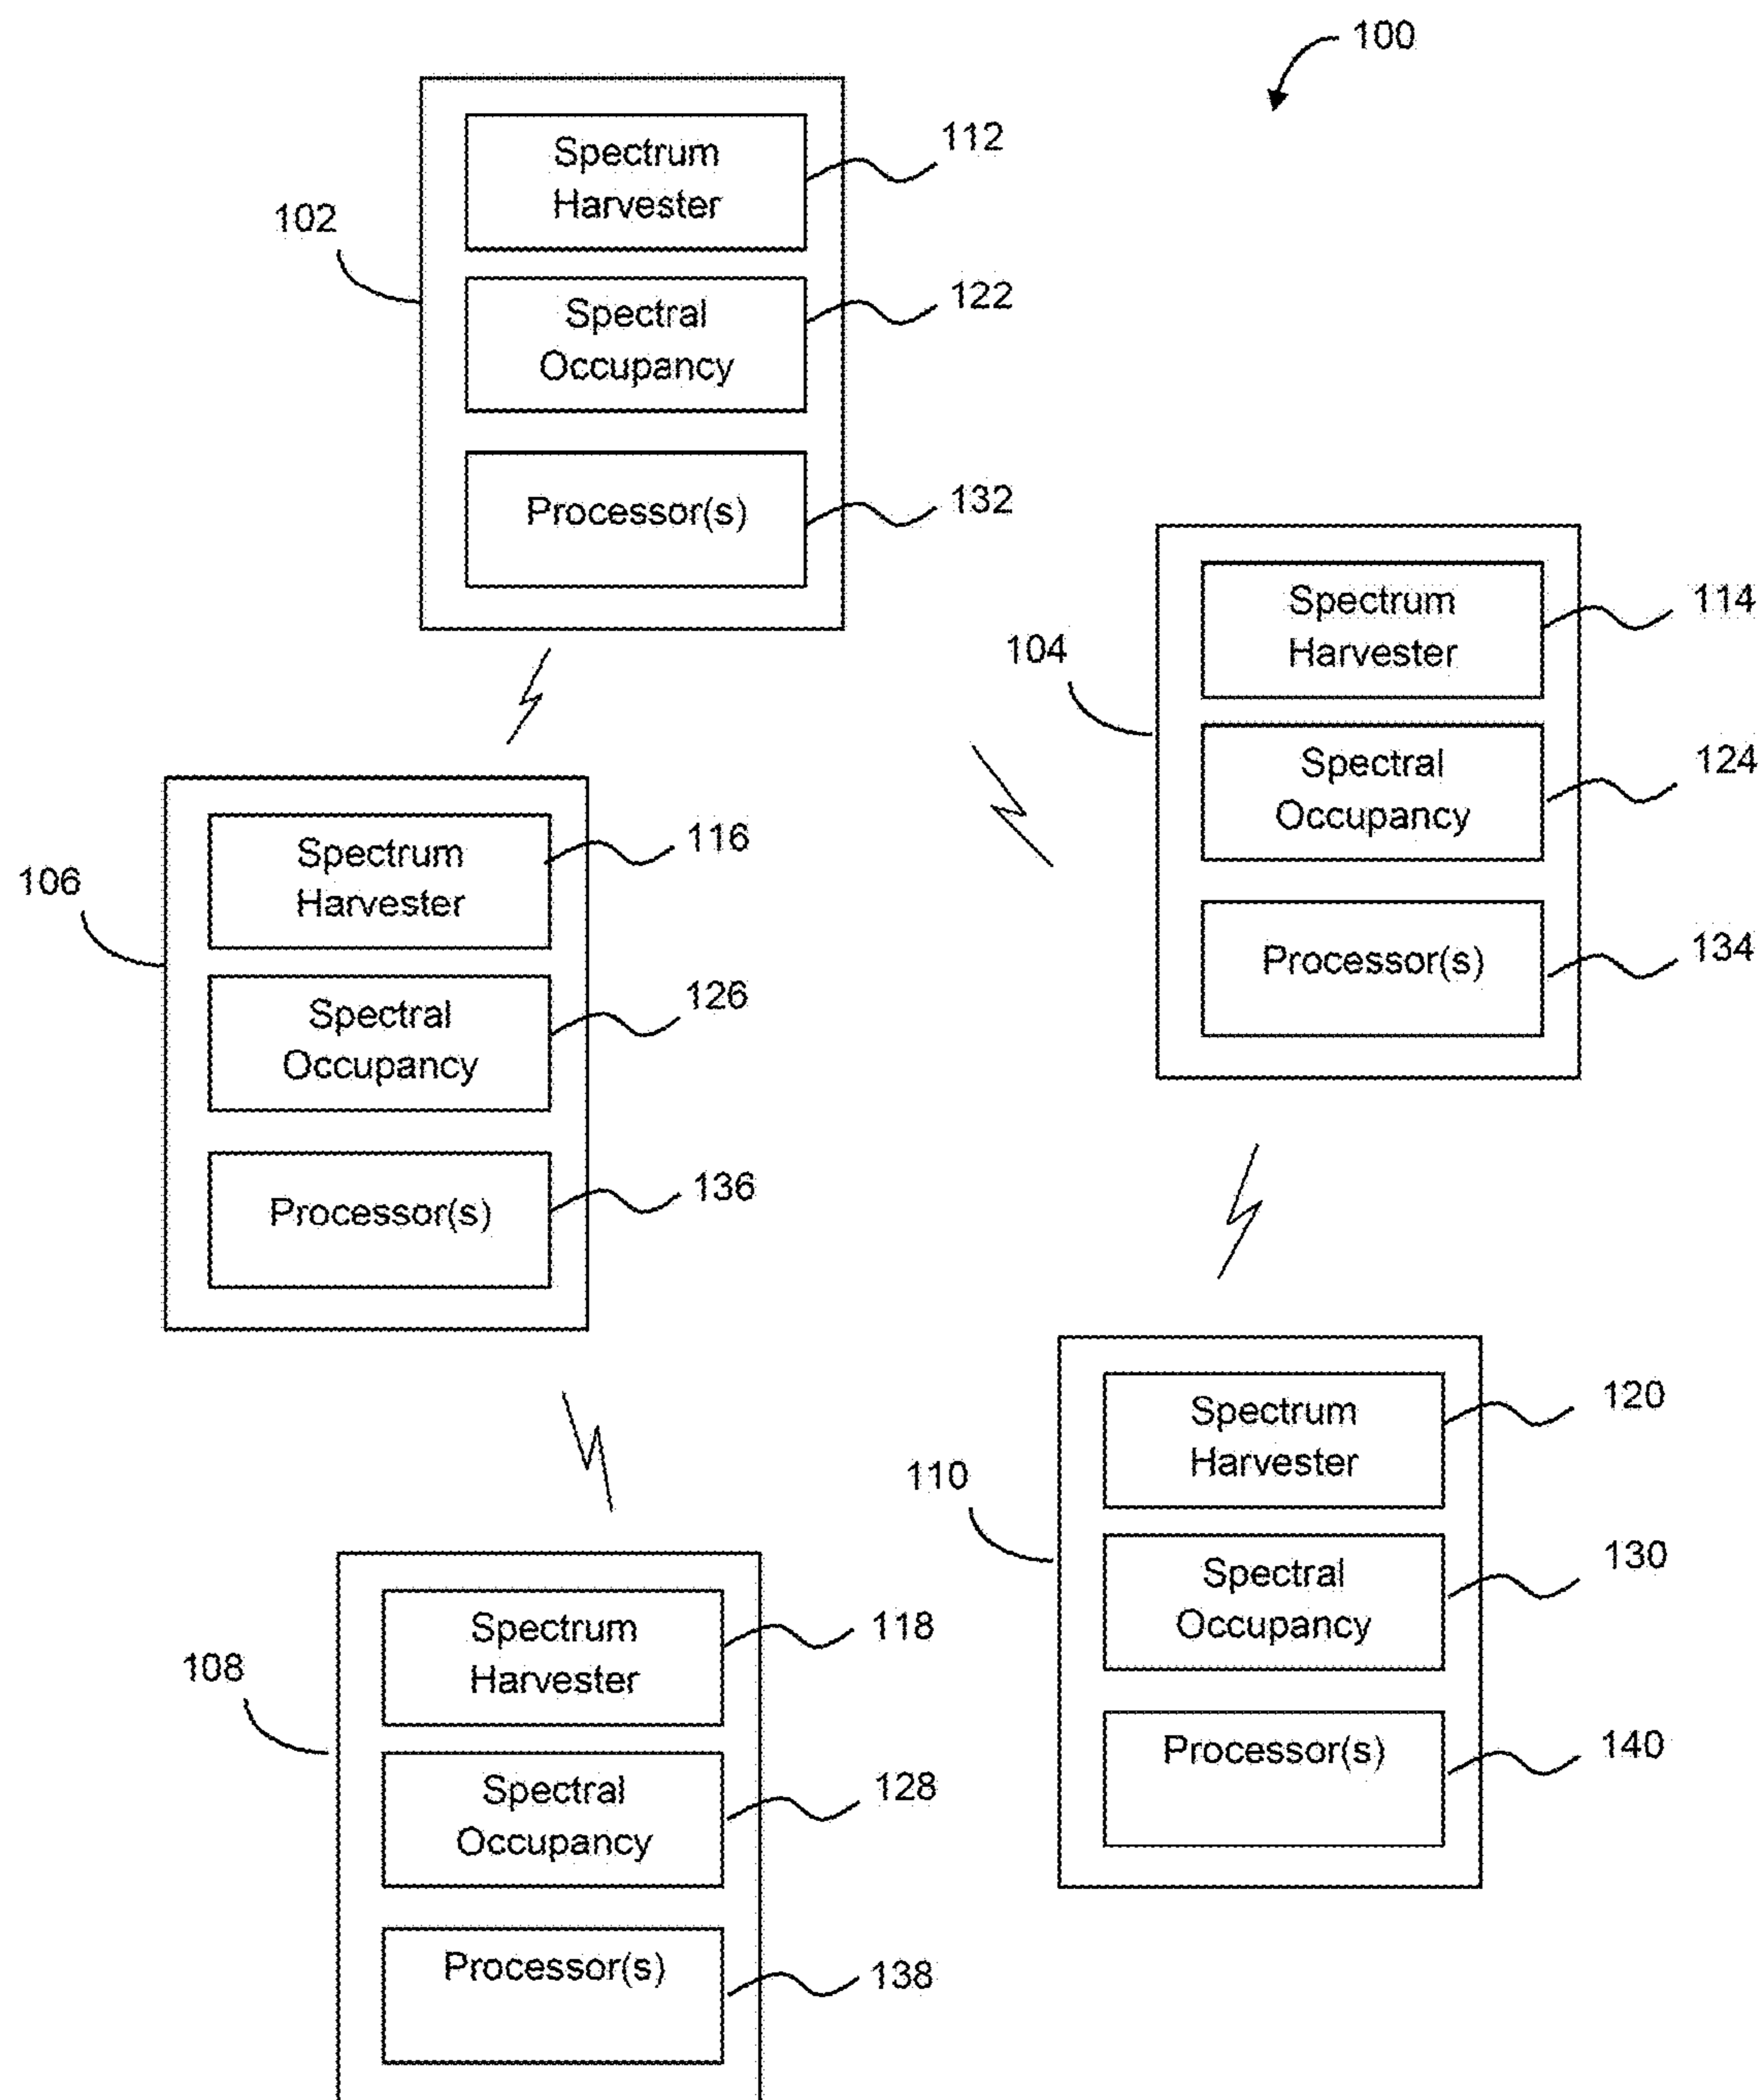 100
Spectrum
Harvester
112
102
Spectral
Occupancy
122
Processor(s)
132
Spectrum
Harvester
114
104
Spectral
Occupancy
124
Processor(s)
134
Spectrum
Harvester
116
106
Spectral
Occupancy
126
Processor(s)
136
Spectrum
Harvester
120
110
Spectral
Occupancy
130
Processor(s)
140
Spectrum
Harvester
118
108
Spectral
Occupancy
128
Processor(s)
138